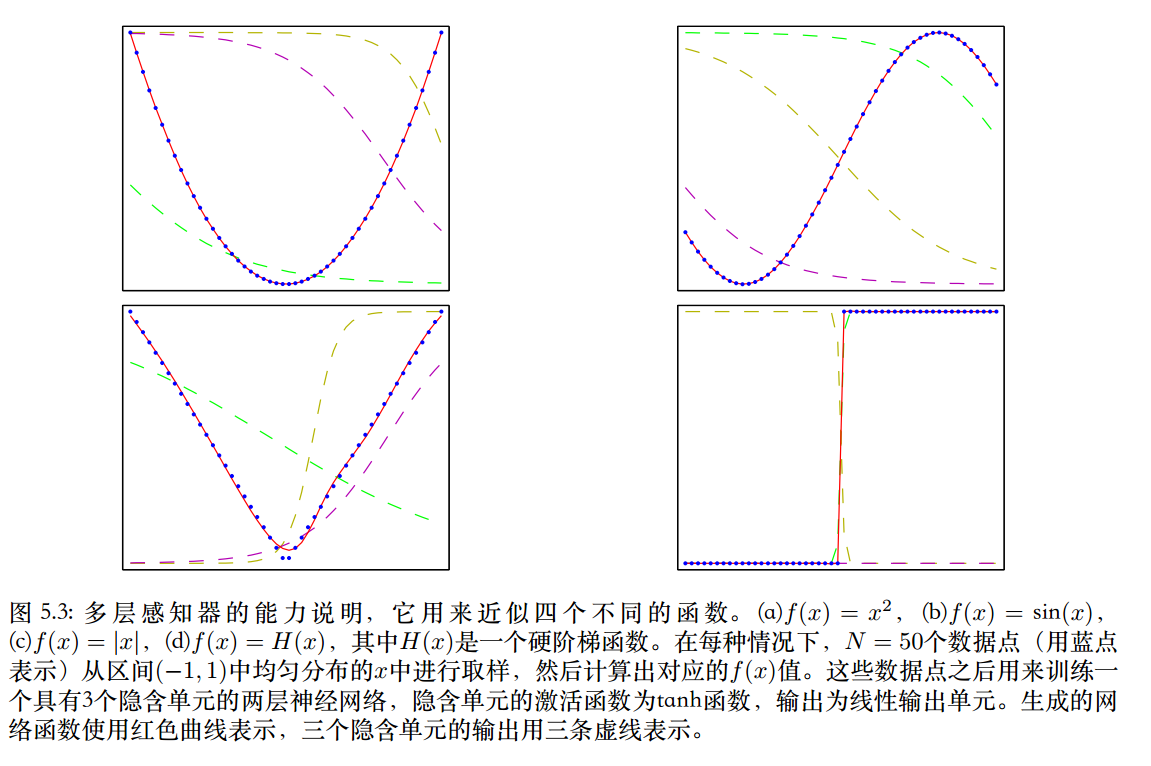 图 5.3: 多层感知器的能力说明，它用来近似四个不同的函数。(a)f(x) = x²，(b)f(x) = sin(x)，
(c)f(x) = |x|，(d)f(x) = H(x)，其中H(x)是一个硬阶梯函数。在每种情况下，N = 50个数据点（用蓝点
表示）从区间(−1, 1)中均匀分布的x中进行取样，然后计算出对应的f(x)值。这些数据点之后用来训练一
个具有3个隐含单元的两层神经网络，隐含单元的激活函数为tanh函数，输出为线性输出单元。生成的网
络函数使用红色曲线表示，三个隐含单元的输出用三条虚线表示。